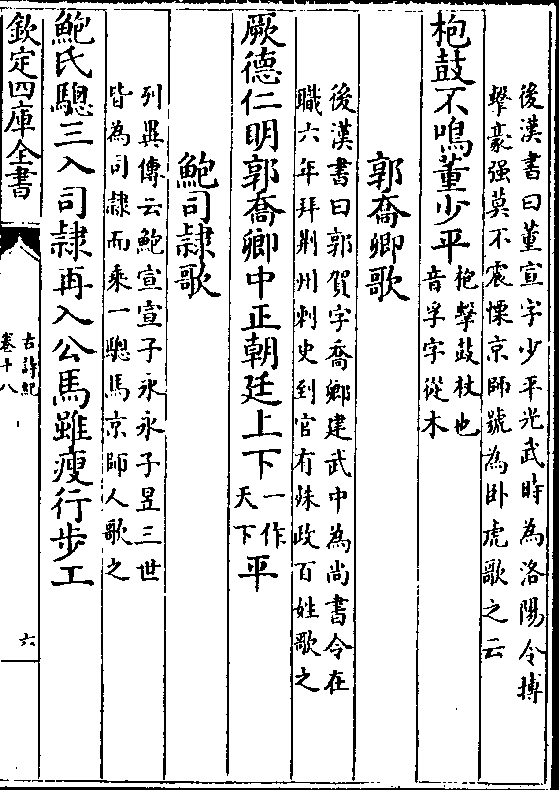 後漢書曰董宣字少平光武時為洛陽令搏
擊豪强莫不震慄京師號為卧虎歌之云
枹鼓不鳴董少平枹擊鼓杖也
音孚字從木
郭喬卿歌
後漢書曰郭賀字喬卿建武中為尚書令在
職六年拜荆州刺史到官有殊政百姓歌之
厥德仁明郭喬卿中正朝廷上下一作
天下平
鮑司隷歌
列異傳云鮑宣宣子永永子昱三世
皆為司隷而乘一驄馬京師人歌之
鮑氏驄三入司隷再入公馬雖瘦行步工
欽定四庫全書
古詩紀
卷十八
六